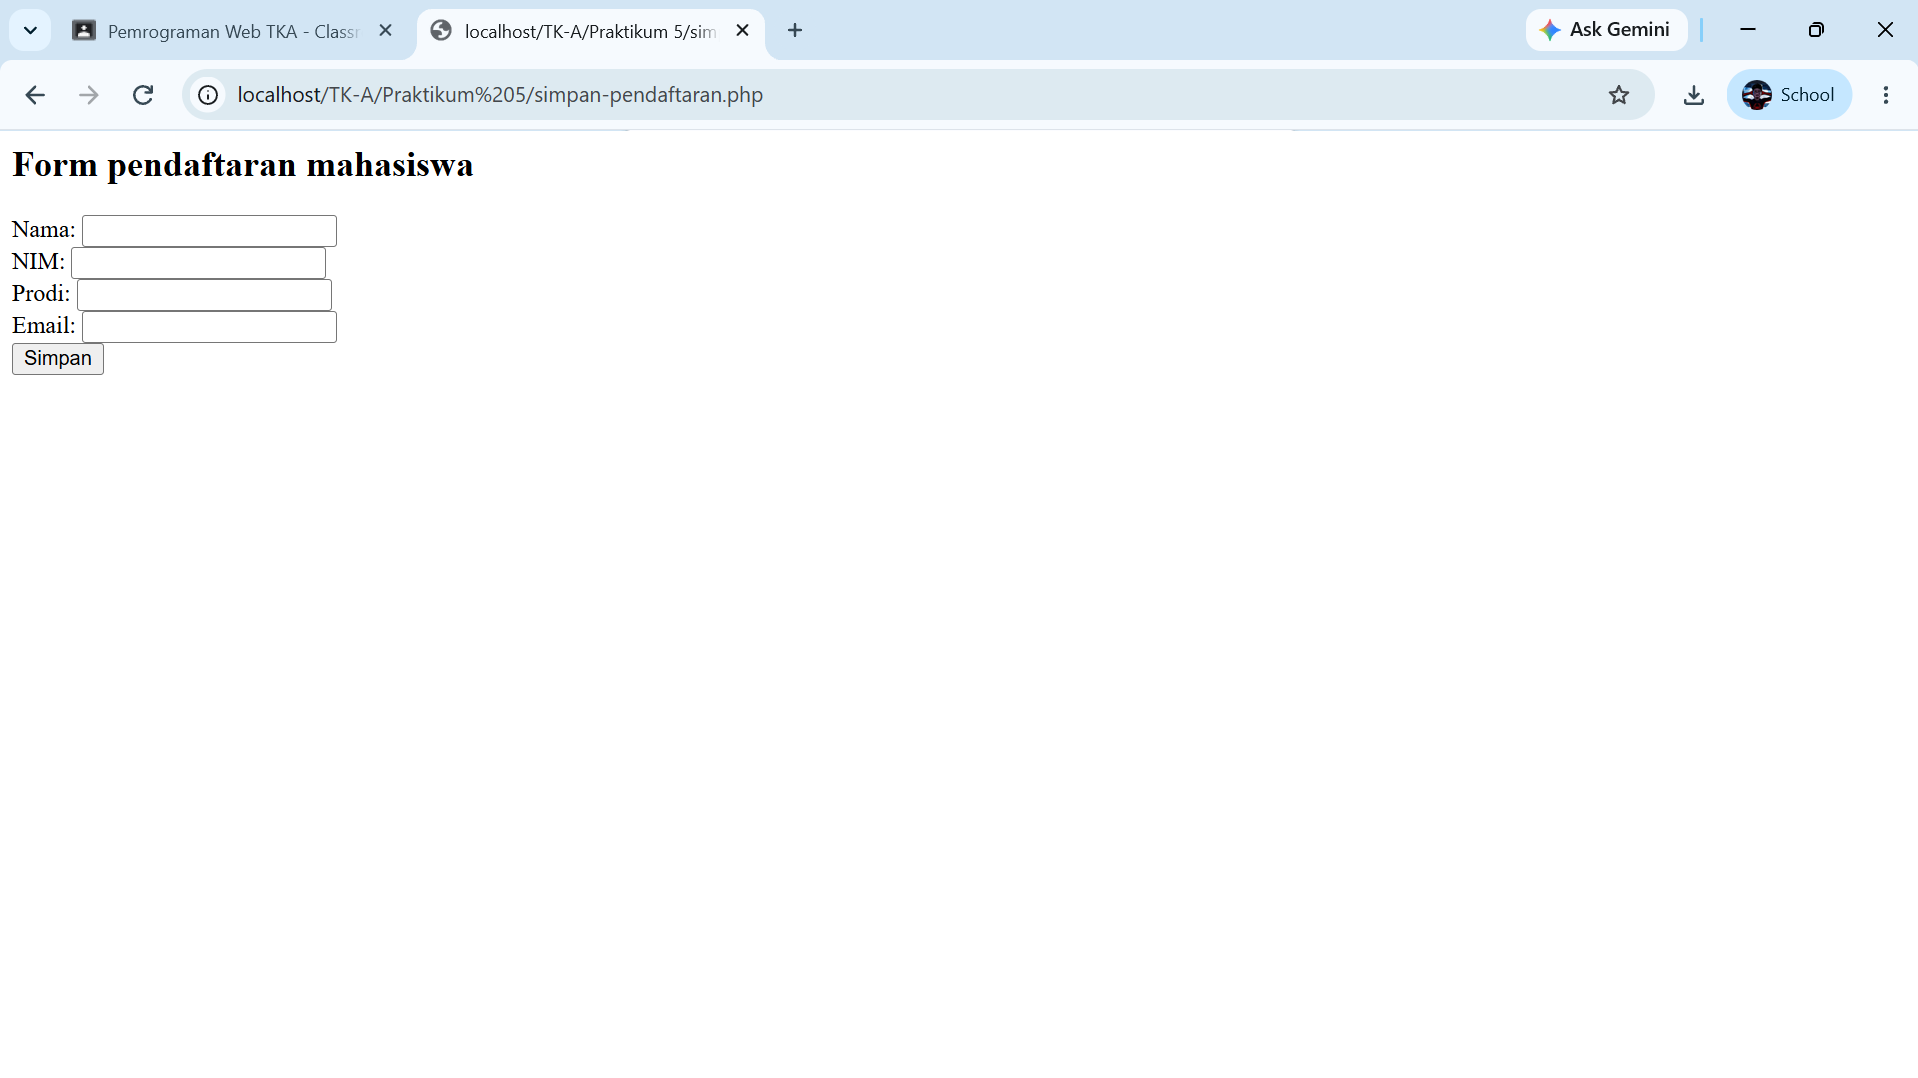 Pemrograman Web TKA - Classr
localhost/TK-A/Praktikum 5/sim
Ask Gemini
localhost/TK-A/Praktikum%205/simpan-pendaftaran.php
School
Form pendaftaran mahasiswa
Nama:
NIM:
Prodi:
Email:
Simpan